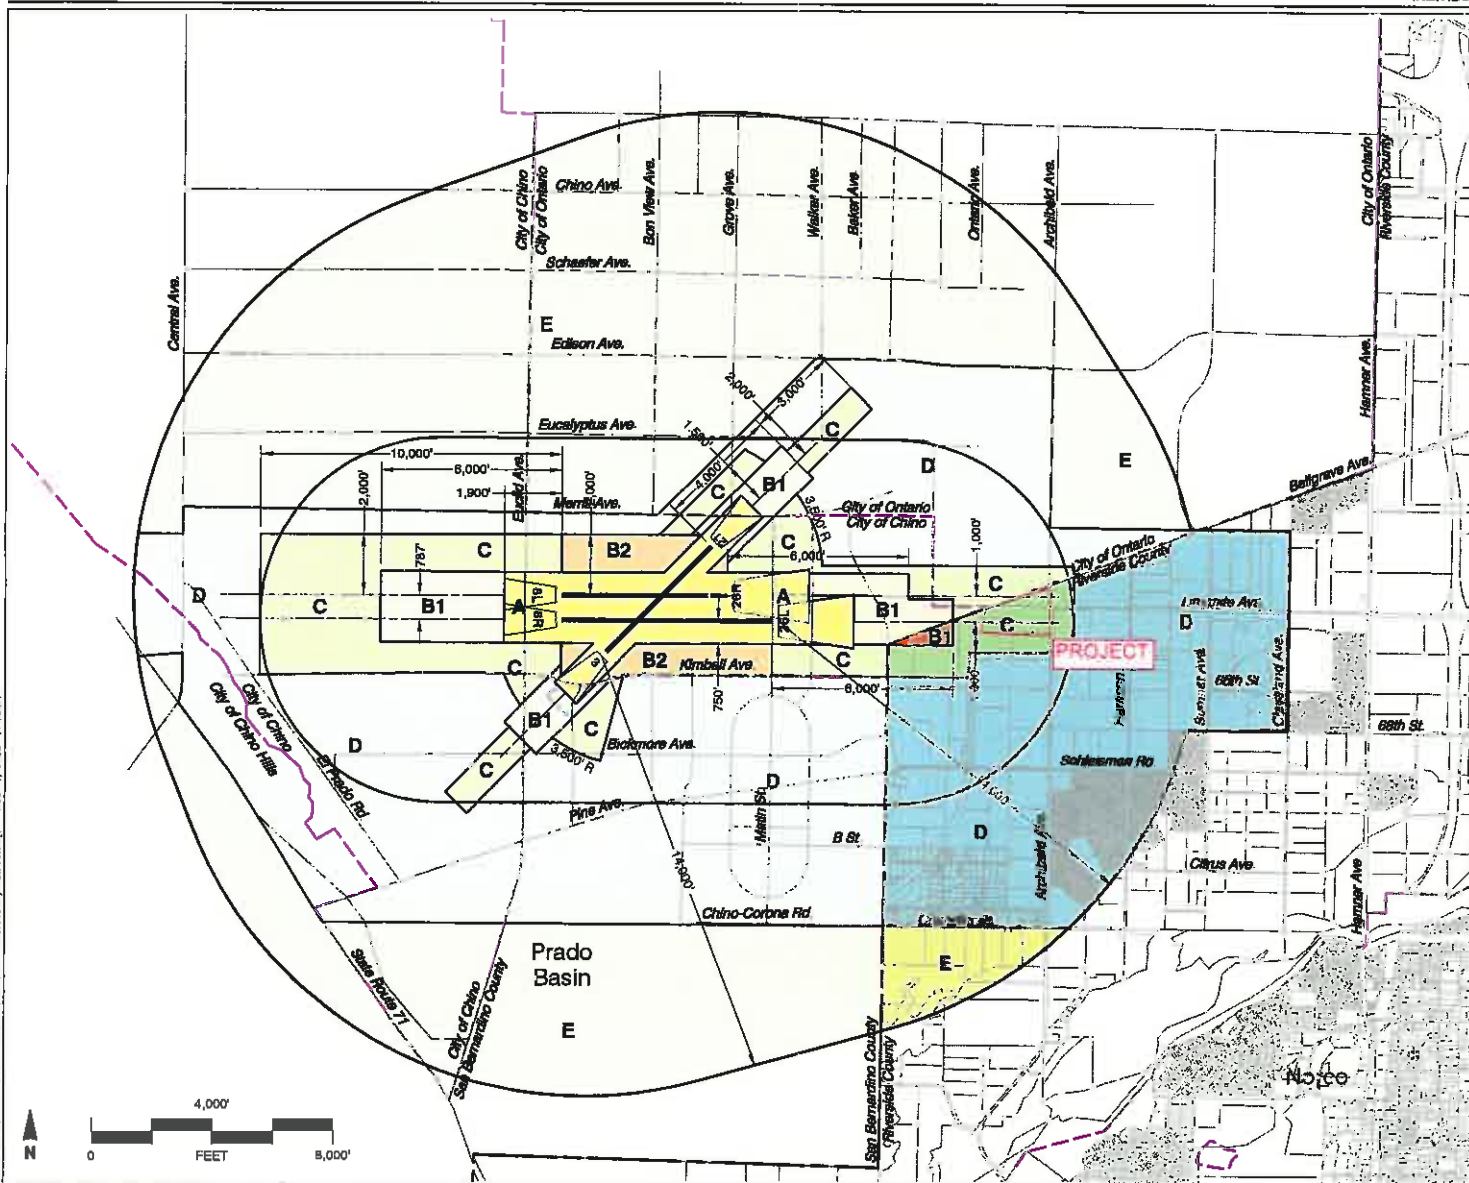 City of Chino
City of Ontario
Bon View Ave.
Grove Ave.
Walker Ave.
Baker Ave.
Ontario Ave.
Archibald Ave.
City of Ontario
Riverside County
Chino Ave.
Schaefer Ave.
Central Ave.
E
Edison Ave.
Hamner Ave.
2,000'
3,000'
Eucalyptus Ave.
C
10,000'
6,000'
1,900'
2,000'
Euclid Ave.
Merrill Ave.
4,000'
C
B1
D
E
Bellgrave Ave.
City of Ontario
City of Chino
6,000'
1,000'
City of Ontario
Riverside County
C
B2
C
C
787'
D
C
B1
A
8L
8R
26R
26L
A
B1
C
B1
C
D
PROJECT
C
B2
Kimball Ave.
C
6,000'
750'
Sumner Ave.
68th St
Cleveland Ave.
68th St.
City of Chino
City of Chino Hills
El Prado Rd
D
B1
C
C
3,500' R
Bickmore Ave.
Schleisman Rd
D
Pine Ave.
B St
D
Archibald Ave.
Citrus Ave
14,900'
Hamner Ave
Chino-Corona Rd
Prado
Basin
E
E
State Route 71
City of Chino
San Bernardino County
San Bernardino County
Riverside County
Norco
4,000'
0
FEET
8,000'
N